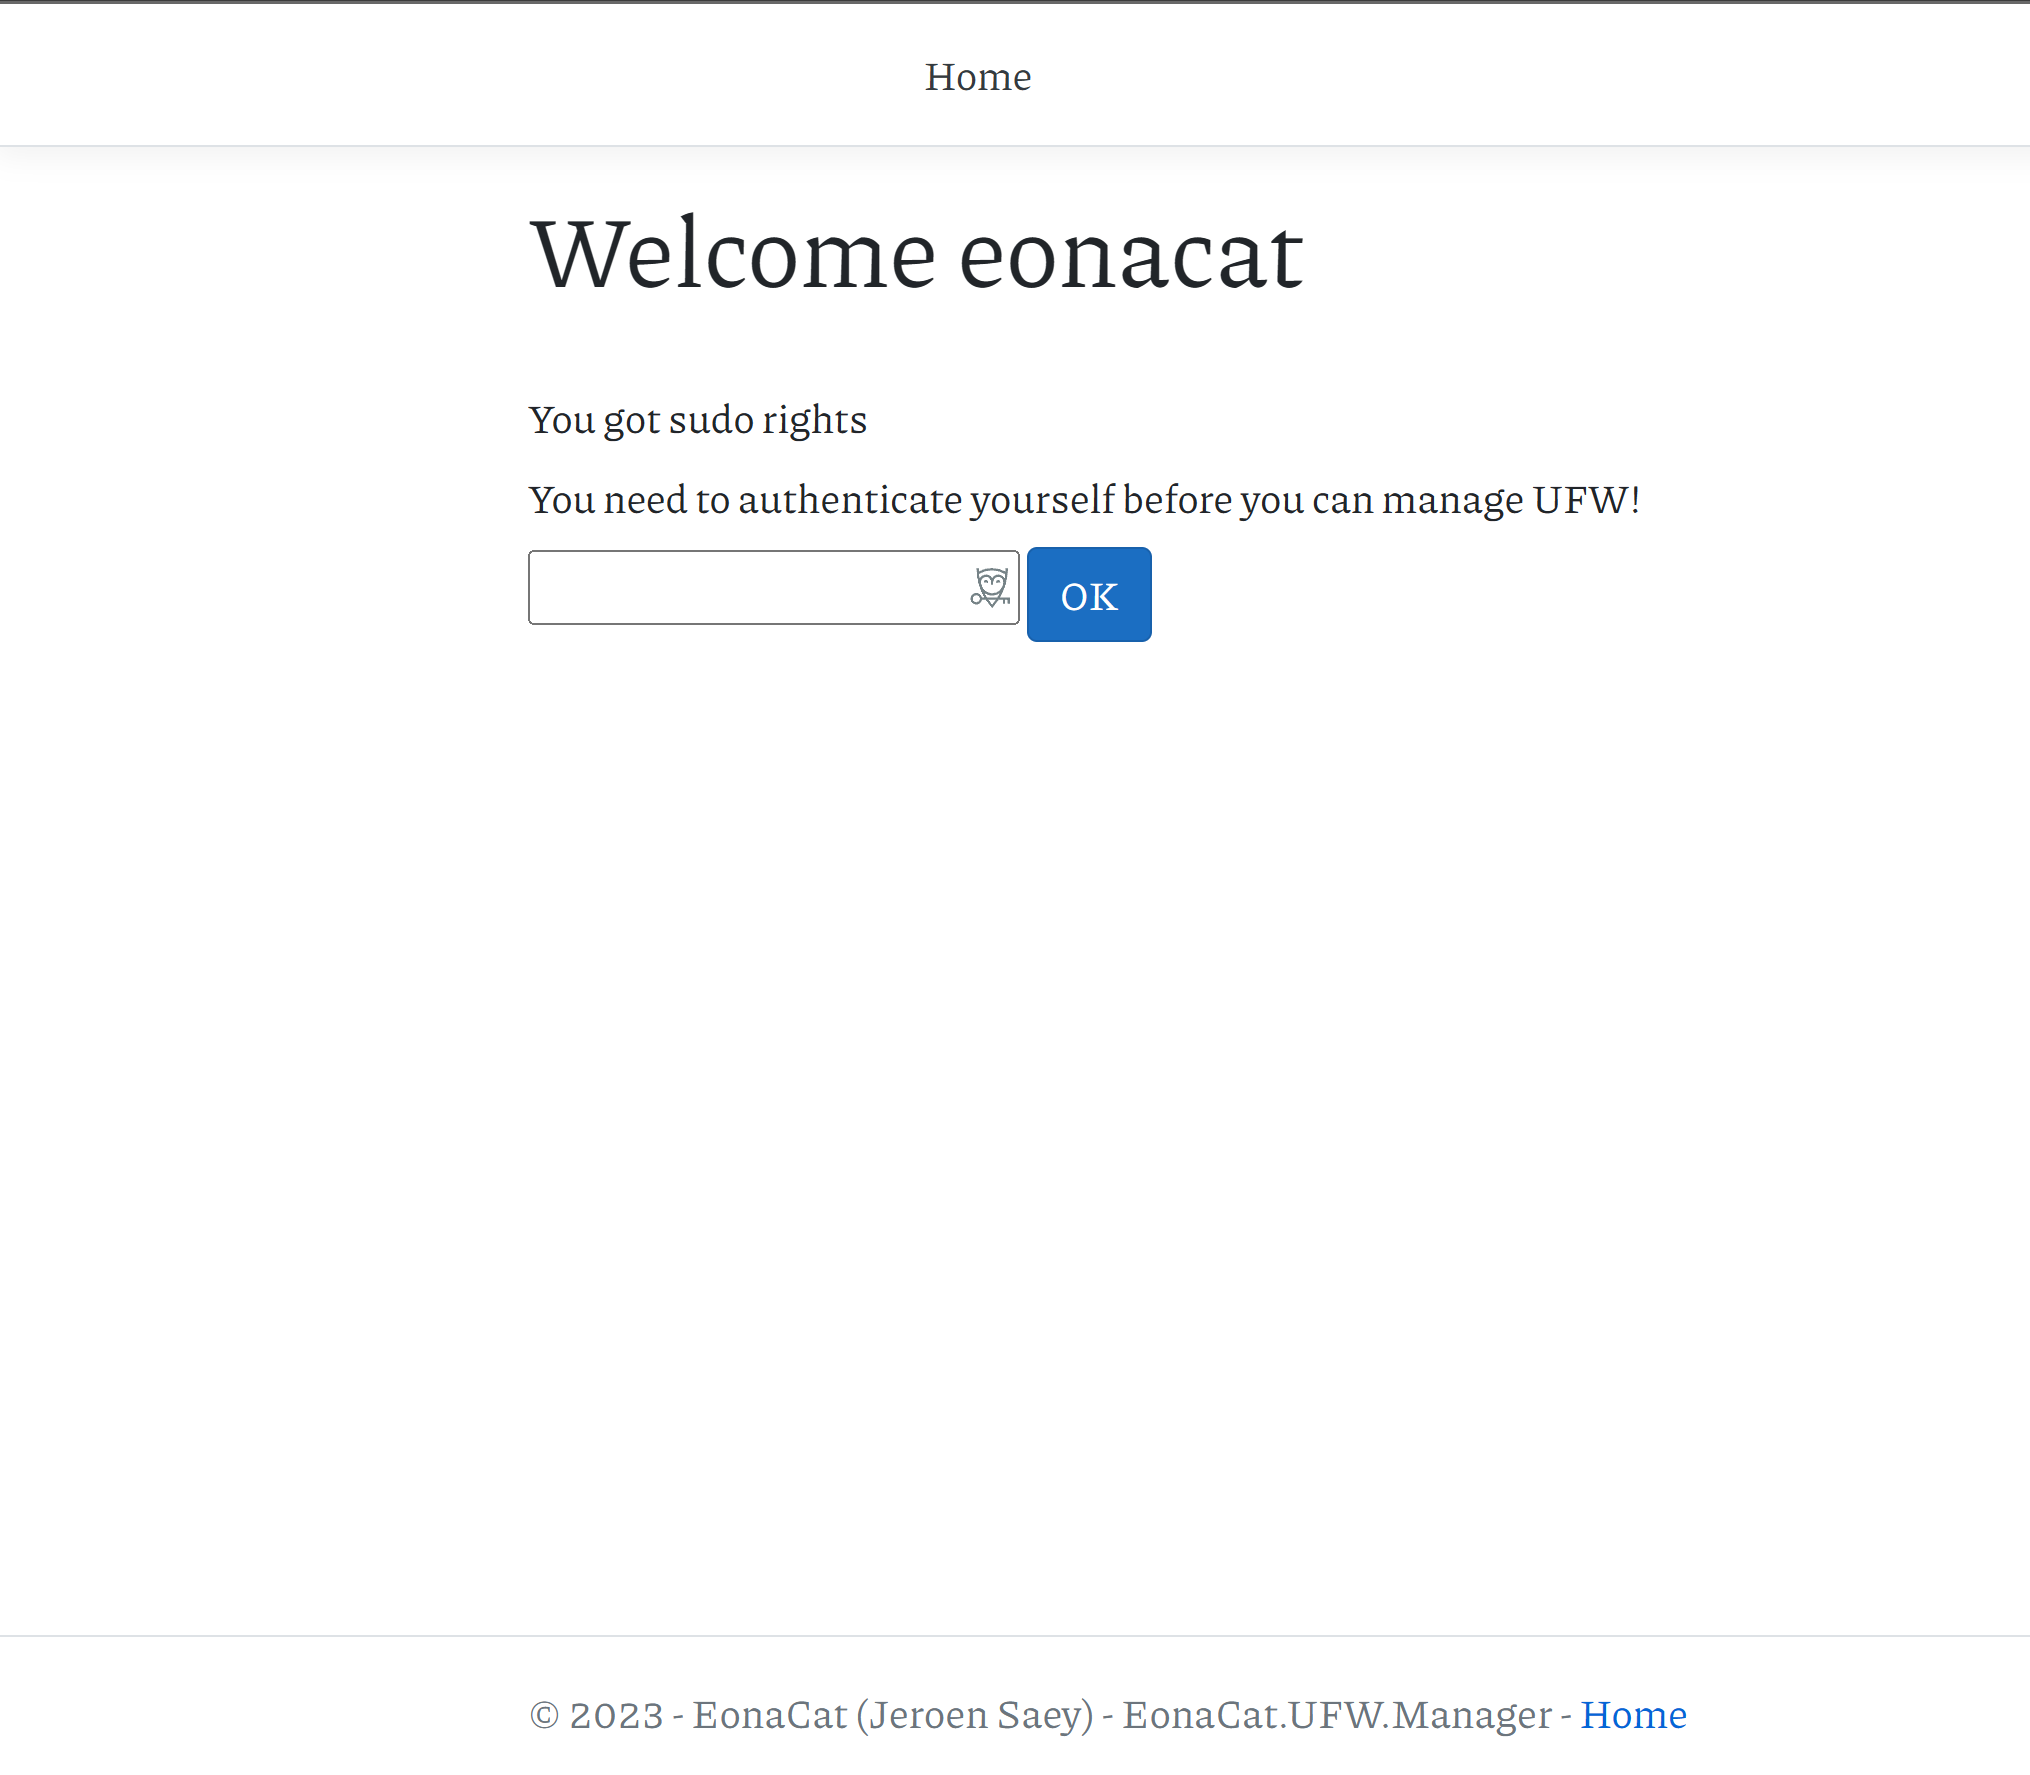 Home
Welcome eonacat
You got sudo rights
You need to authenticate yourself before you can manage UFW!
OK
© 2023 - EonaCat (Jeroen Saey) - EonaCat.UFW.Manager - Home